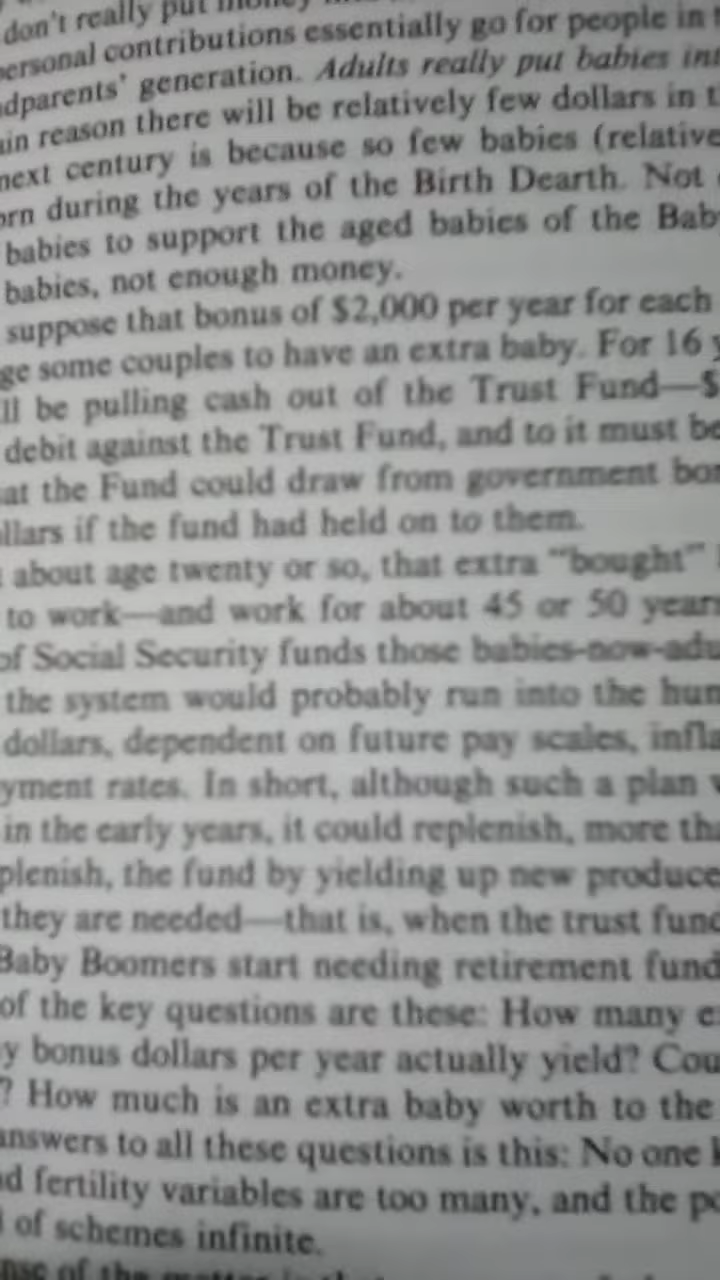 don't really put money
personal contributions essentially go for people in
dparents' generation. Adults really put babies in
in reason there will be relatively few dollars in t
next century is because so few babies (relative
orn during the years of the Birth Dearth. Not
babies to support the aged babies of the Bab
babies, not enough money.
suppose that bonus of $2,000 per year for each
ge some couples to have an extra baby. For 16 y
ll be pulling cash out of the Trust Fund—$
debit against the Trust Fund, and to it must be
at the Fund could draw from government bon
llars if the fund had held on to them.
about age twenty or so, that extra "bought"
to work—and work for about 45 or 50 years
of Social Security funds those babies-now-adu
the system would probably run into the hun
dollars, dependent on future pay scales, infla
yment rates. In short, although such a plan w
in the early years, it could replenish, more tha
plenish, the fund by yielding up new produce
they are needed—that is, when the trust fund
Baby Boomers start needing retirement fund
of the key questions are these: How many e
y bonus dollars per year actually yield? Cou
? How much is an extra baby worth to the
answers to all these questions is this: No one k
d fertility variables are too many, and the po
of schemes infinite.
of the matter is that